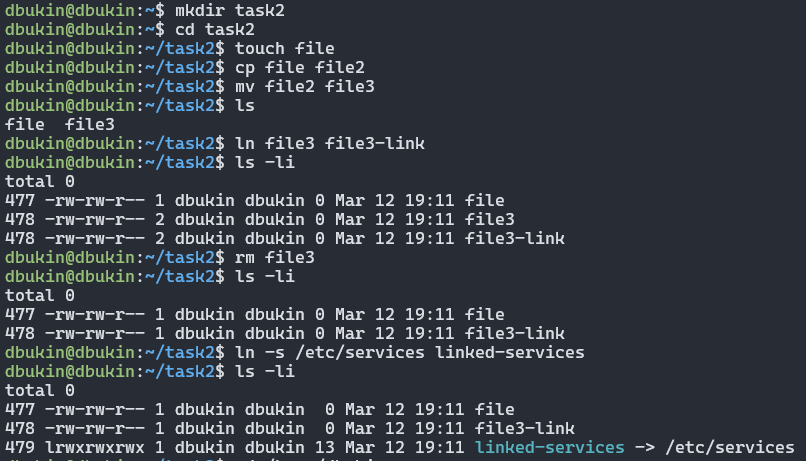 dbukin@dbukin:~$ mkdir task2
dbukin@dbukin:~$ cd task2
dbukin@dbukin:~/task2$ touch file
dbukin@dbukin:~/task2$ cp file file2
dbukin@dbukin:~/task2$ mv file2 file3
dbukin@dbukin:~/task2$ ls
file  file3
dbukin@dbukin:~/task2$ ln file3 file3-link
dbukin@dbukin:~/task2$ ls -li
total 0
477 -rw-rw-r-- 1 dbukin dbukin 0 Mar 12 19:11 file
478 -rw-rw-r-- 2 dbukin dbukin 0 Mar 12 19:11 file3
478 -rw-rw-r-- 2 dbukin dbukin 0 Mar 12 19:11 file3-link
dbukin@dbukin:~/task2$ rm file3
dbukin@dbukin:~/task2$ ls -li
total 0
477 -rw-rw-r-- 1 dbukin dbukin 0 Mar 12 19:11 file
478 -rw-rw-r-- 1 dbukin dbukin 0 Mar 12 19:11 file3-link
dbukin@dbukin:~/task2$ ln -s /etc/services linked-services
dbukin@dbukin:~/task2$ ls -li
total 0
477 -rw-rw-r-- 1 dbukin dbukin  0 Mar 12 19:11 file
478 -rw-rw-r-- 1 dbukin dbukin  0 Mar 12 19:11 file3-link
479 lrwxrwxrwx 1 dbukin dbukin 13 Mar 12 19:11 linked-services -> /etc/services